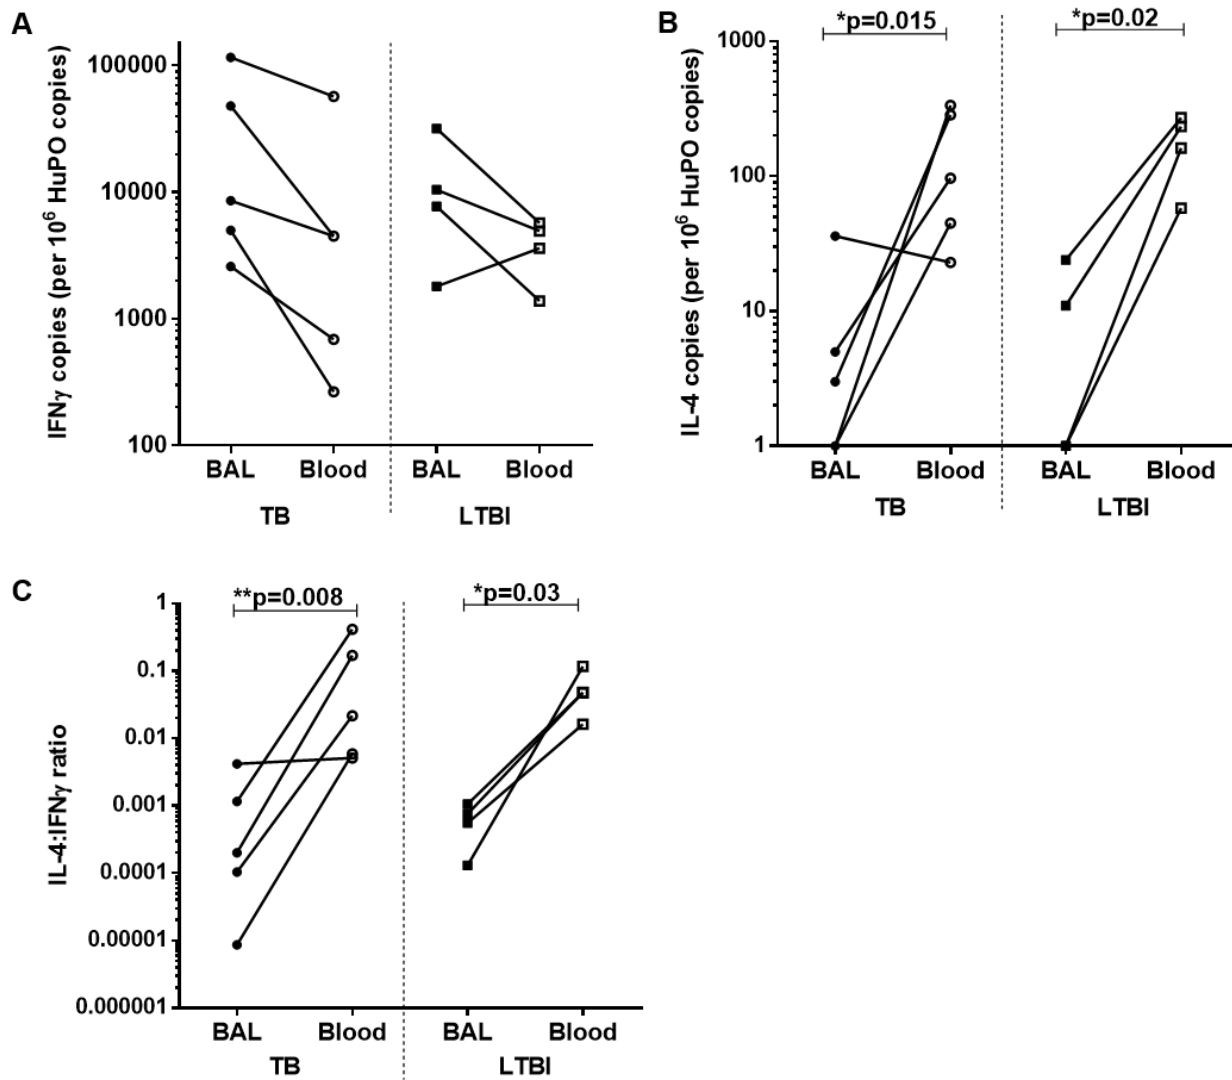 A
IFNγ copies (per 10⁶ HuPO copies)
100000
10000
1000
100
BAL Blood BAL Blood
TB LTBI
B
*p=0.015 *p=0.02
IL-4 copies (per 10⁶ HuPO copies)
1000
100
10
1
BAL Blood BAL Blood
TB LTBI
C
**p=0.008 *p=0.03
IL-4:IFNγ ratio
1
0.1
0.01
0.001
0.0001
0.00001
0.000001
BAL Blood BAL Blood
TB LTBI